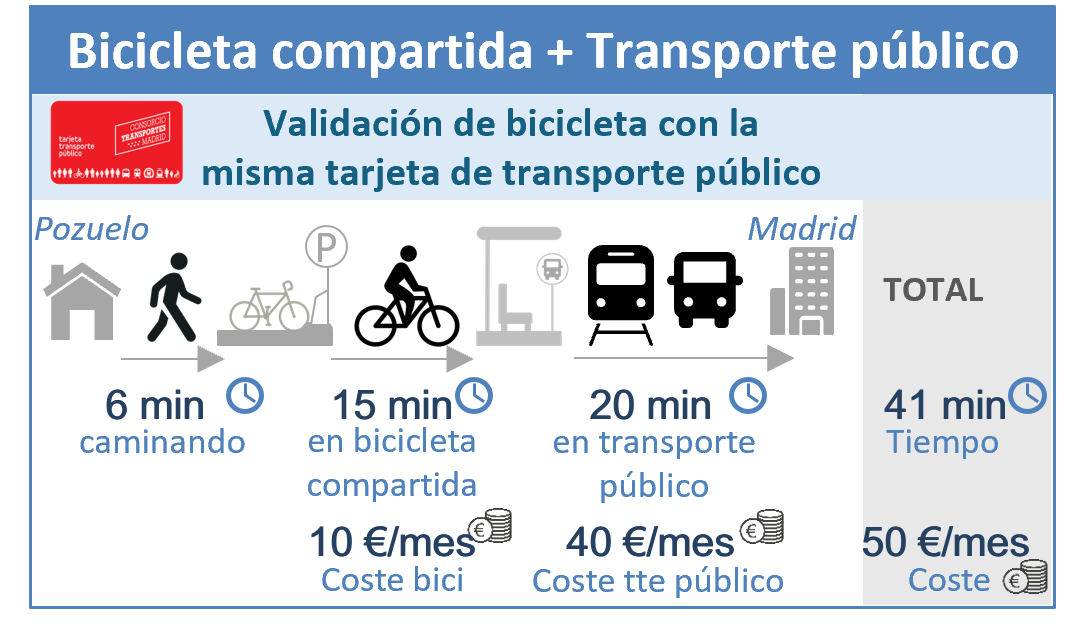 Bicicleta compartida + Transporte público
tarjeta
transporte
público
CONSORCIO
TRANSPORTES
MADRID
Validación de bicicleta con la
misma tarjeta de transporte público
Pozuelo
P
Madrid
TOTAL
6 min
caminando
15 min
en bicicleta
compartida
20 min
en transporte
público
41 min
Tiempo
10 €/mes
€
Coste bici
40 €/mes
€
Coste tte público
50 €/mes
Coste
€